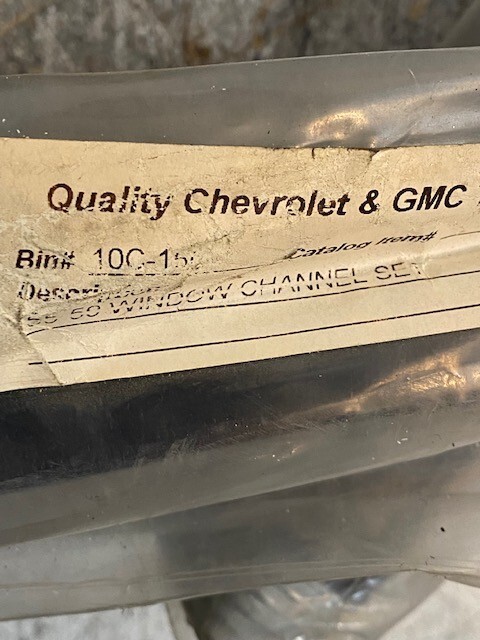 Quality Chevrolet & GMC
Bin# 10C-15 Catalog Item#
WINDOW CHANNEL SET